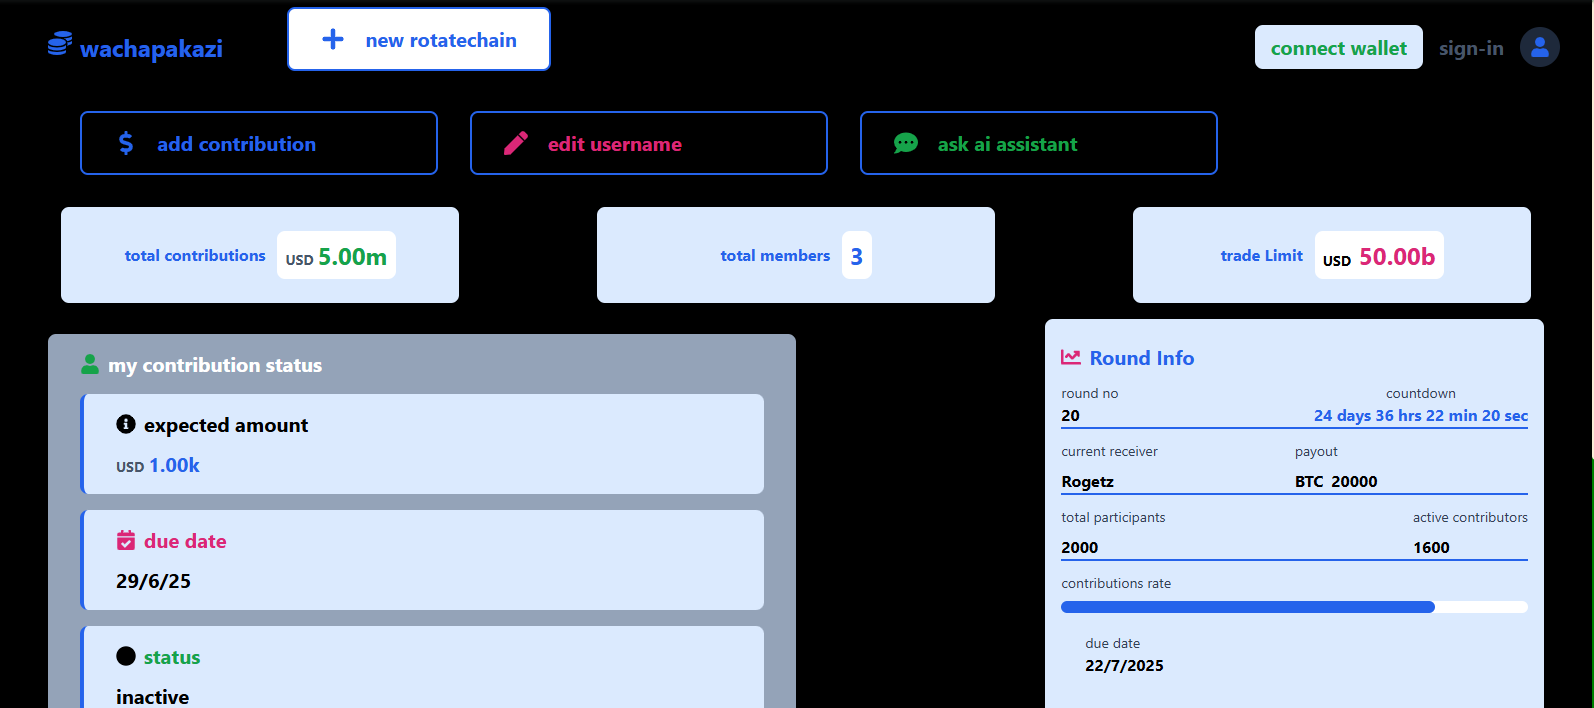 wachapakazi
new rotatechain
connect wallet
sign-in
add contribution
edit username
ask ai assistant
total contributions USD 5.00m
total members 3
trade Limit USD 50.00b
my contribution status
expected amount
USD 1.00k
due date
29/6/25
status
inactive
Round Info
round no countdown
20 24 days 36 hrs 22 min 20 sec
current receiver payout
Rogetz BTC 20000
total participants active contributors
2000 1600
contributions rate
due date
22/7/2025